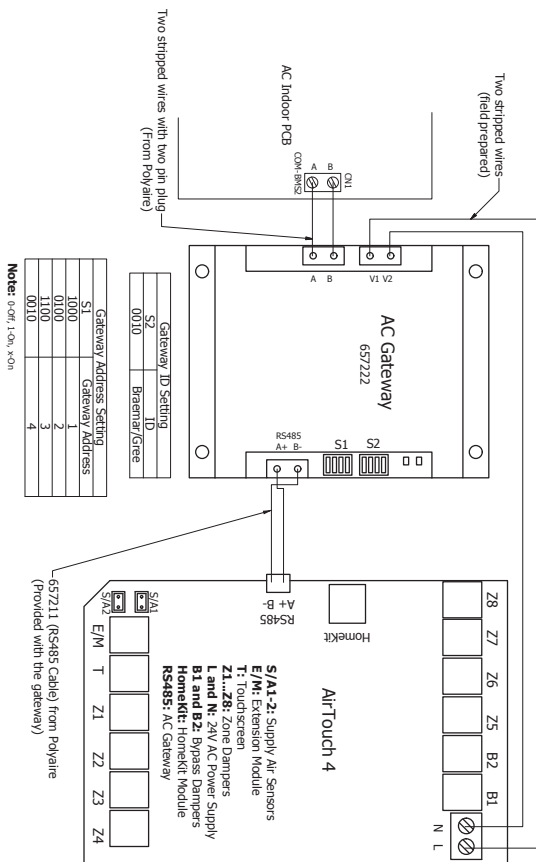 Two stripped wires
(field prepared)
Two stripped wires with two pin plug
(From Polyaire)
AC Indoor PCB
COM-BMS2
A B
CN1
A B
V1 V2
AC Gateway
657222
RS485
A+ B-
S1
S2
Gateway ID Setting
S2 ID
0010 Braemar/Gree
Gateway Address Setting
S1 Gateway Address
1000 1
0100 2
1100 3
0010 4
Note: 0-Off, 1-On, x-On
657211 (RS485 Cable) from Polyaire
(Provided with the gateway)
AirTouch 4
HomeKit
A+ B-
RS485
S/A1
S/A2
S/A1-2: Supply Air Sensors
E/M: Extension Module
T: Touchscreen
Z1...Z8: Zone Dampers
L and N: 24V AC Power Supply
B1 and B2: Bypass Dampers
HomeKit: HomeKit Module
RS485: AC Gateway
Z8 Z7 Z6 Z5 B2 B1
N L
E/M T Z1 Z2 Z3 Z4